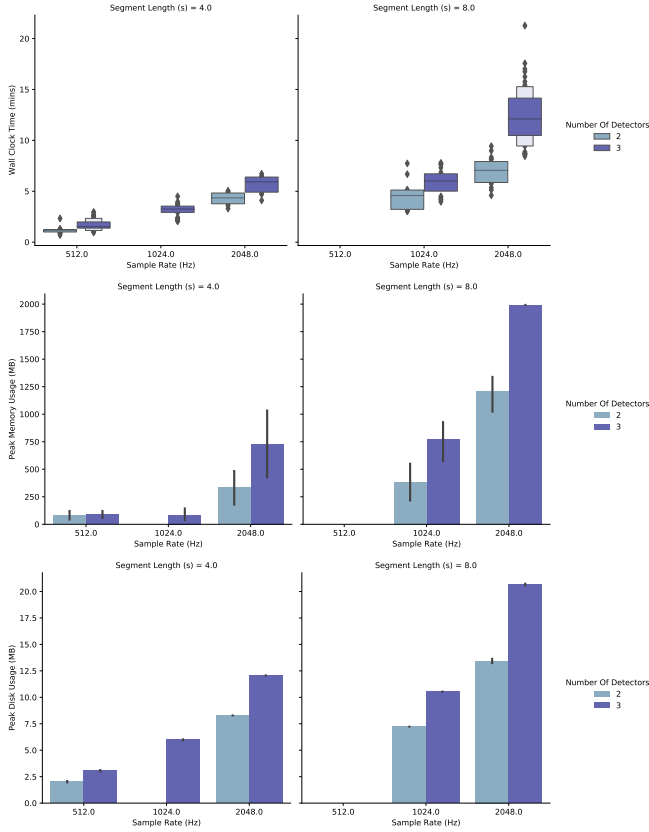 Segment Length (s) = 4.0
Segment Length (s) = 8.0
Wall Clock Time (mins)
20
15
10
5
0
512.0
1024.0
2048.0
Sample Rate (Hz)
512.0
1024.0
2048.0
Sample Rate (Hz)
Number Of Detectors
2
3
Segment Length (s) = 4.0
Segment Length (s) = 8.0
Peak Memory Usage (MB)
2000
1750
1500
1250
1000
750
500
250
0
512.0
1024.0
2048.0
Sample Rate (Hz)
512.0
1024.0
2048.0
Sample Rate (Hz)
Number Of Detectors
2
3
Segment Length (s) = 4.0
Segment Length (s) = 8.0
Peak Disk Usage (MB)
20.0
17.5
15.0
12.5
10.0
7.5
5.0
2.5
0.0
512.0
1024.0
2048.0
Sample Rate (Hz)
512.0
1024.0
2048.0
Sample Rate (Hz)
Number Of Detectors
2
3